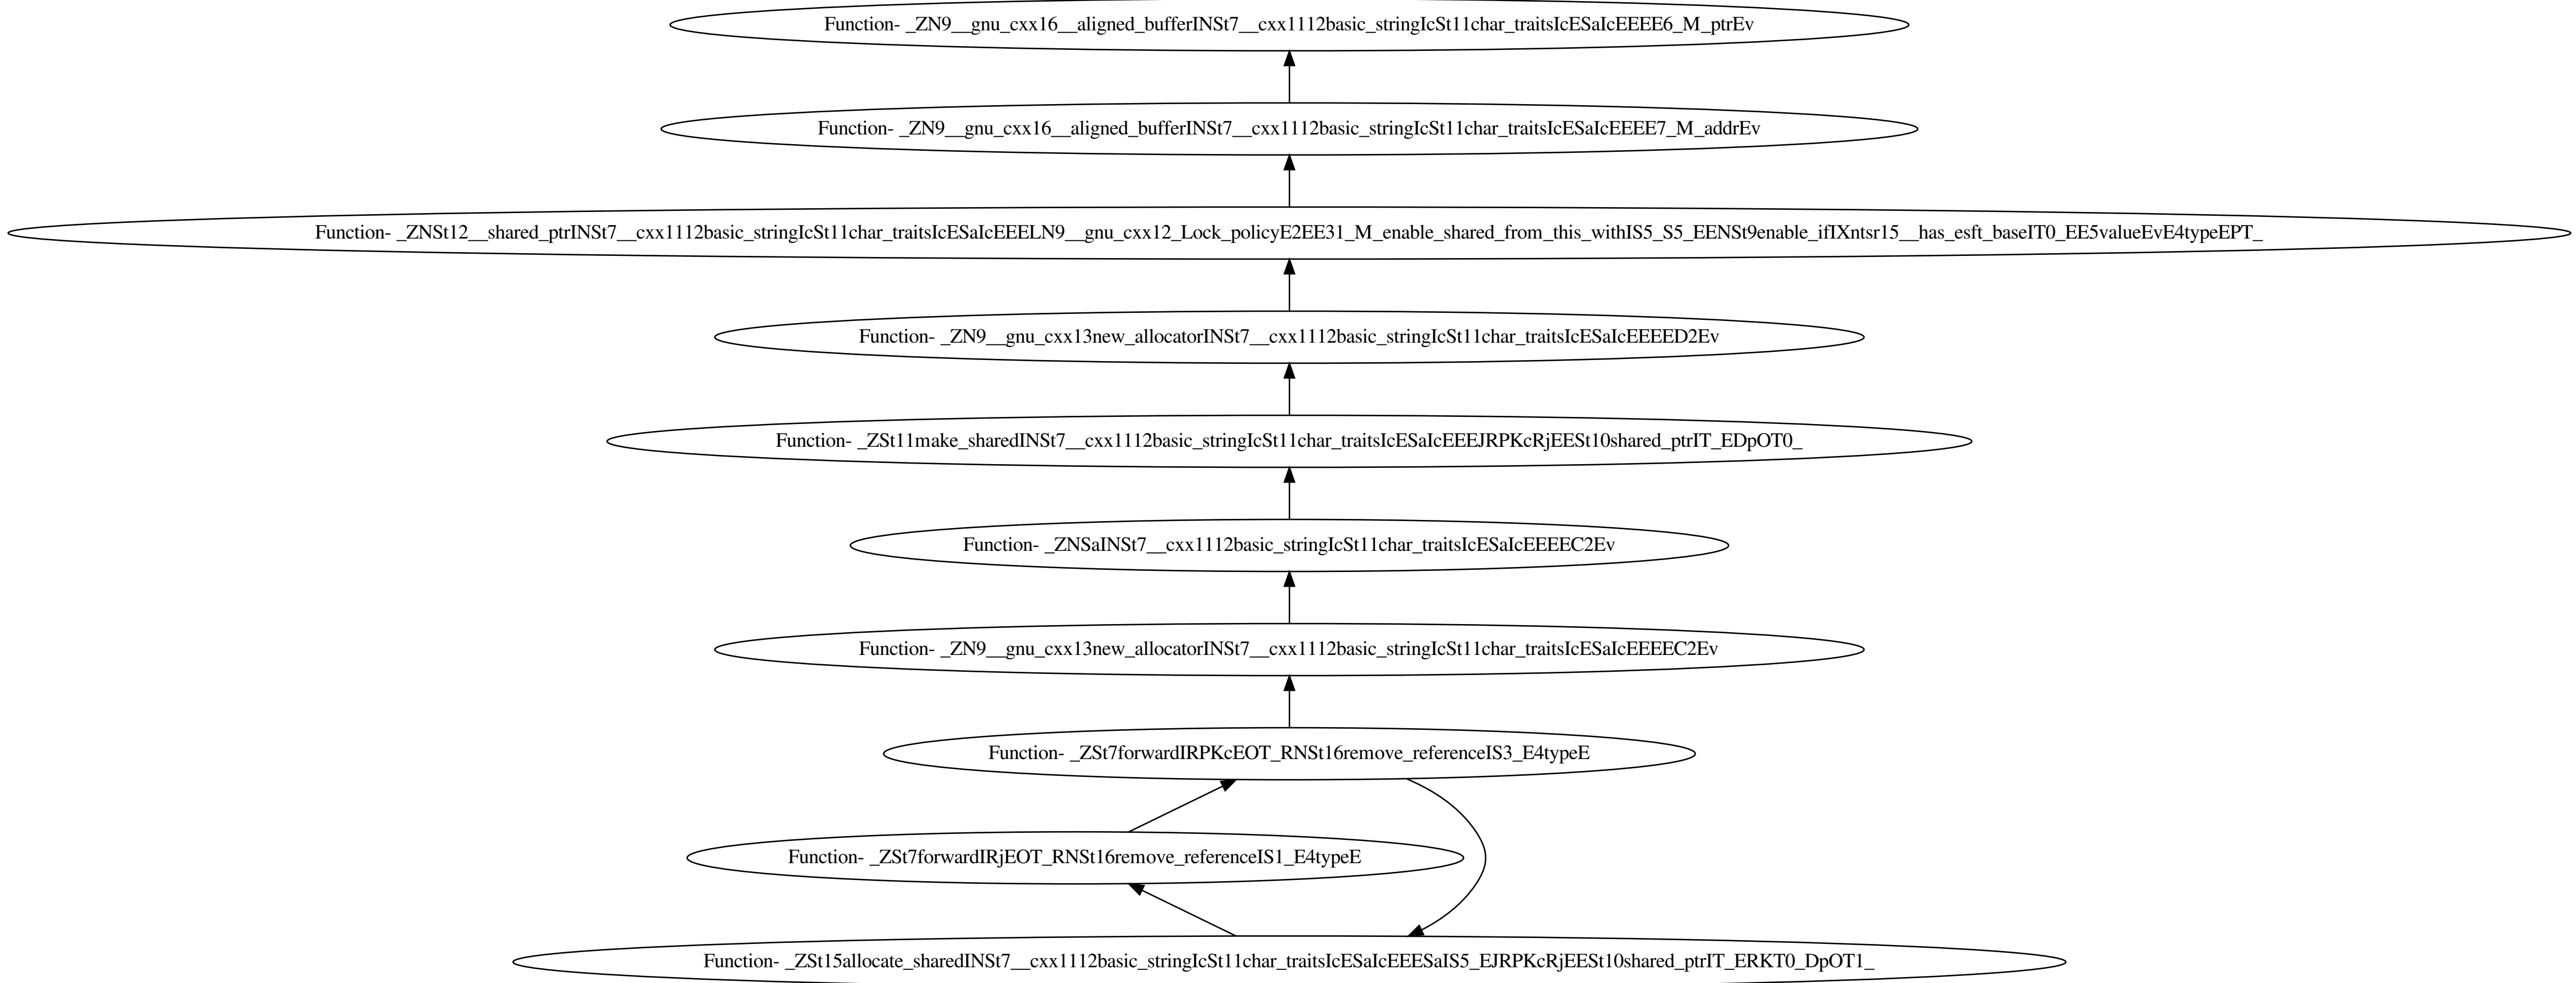 Function- _ZN9__gnu_cxx16__aligned_bufferINSt7__cxx1112basic_stringIcSt11char_traitsIcESaIcEEEE6_M_ptrEv
Function- _ZN9__gnu_cxx16__aligned_bufferINSt7__cxx1112basic_stringIcSt11char_traitsIcESaIcEEEE7_M_addrEv
Function- _ZNSt12__shared_ptrINSt7__cxx1112basic_stringIcSt11char_traitsIcESaIcEEELN9__gnu_cxx12_Lock_policyE2EE31_M_enable_shared_from_this_withIS5_S5_EENSt9enable_ifIXntsr15__has_esft_baseIT0_EE5valueEvE4typeEPT_
Function- _ZN9__gnu_cxx13new_allocatorINSt7__cxx1112basic_stringIcSt11char_traitsIcESaIcEEEED2Ev
Function- _ZSt11make_sharedINSt7__cxx1112basic_stringIcSt11char_traitsIcESaIcEEEJRPKcRjEESt10shared_ptrIT_EDpOT0_
Function- _ZNSaINSt7__cxx1112basic_stringIcSt11char_traitsIcESaIcEEEEC2Ev
Function- _ZN9__gnu_cxx13new_allocatorINSt7__cxx1112basic_stringIcSt11char_traitsIcESaIcEEEEC2Ev
Function- _ZSt7forwardIRPKcEOT_RNSt16remove_referenceIS3_E4typeE
Function- _ZSt7forwardIRjEOT_RNSt16remove_referenceIS1_E4typeE
Function- _ZSt15allocate_sharedINSt7__cxx1112basic_stringIcSt11char_traitsIcESaIcEEESaIS5_EJRPKcRjEESt10shared_ptrIT_ERKT0_DpOT1_